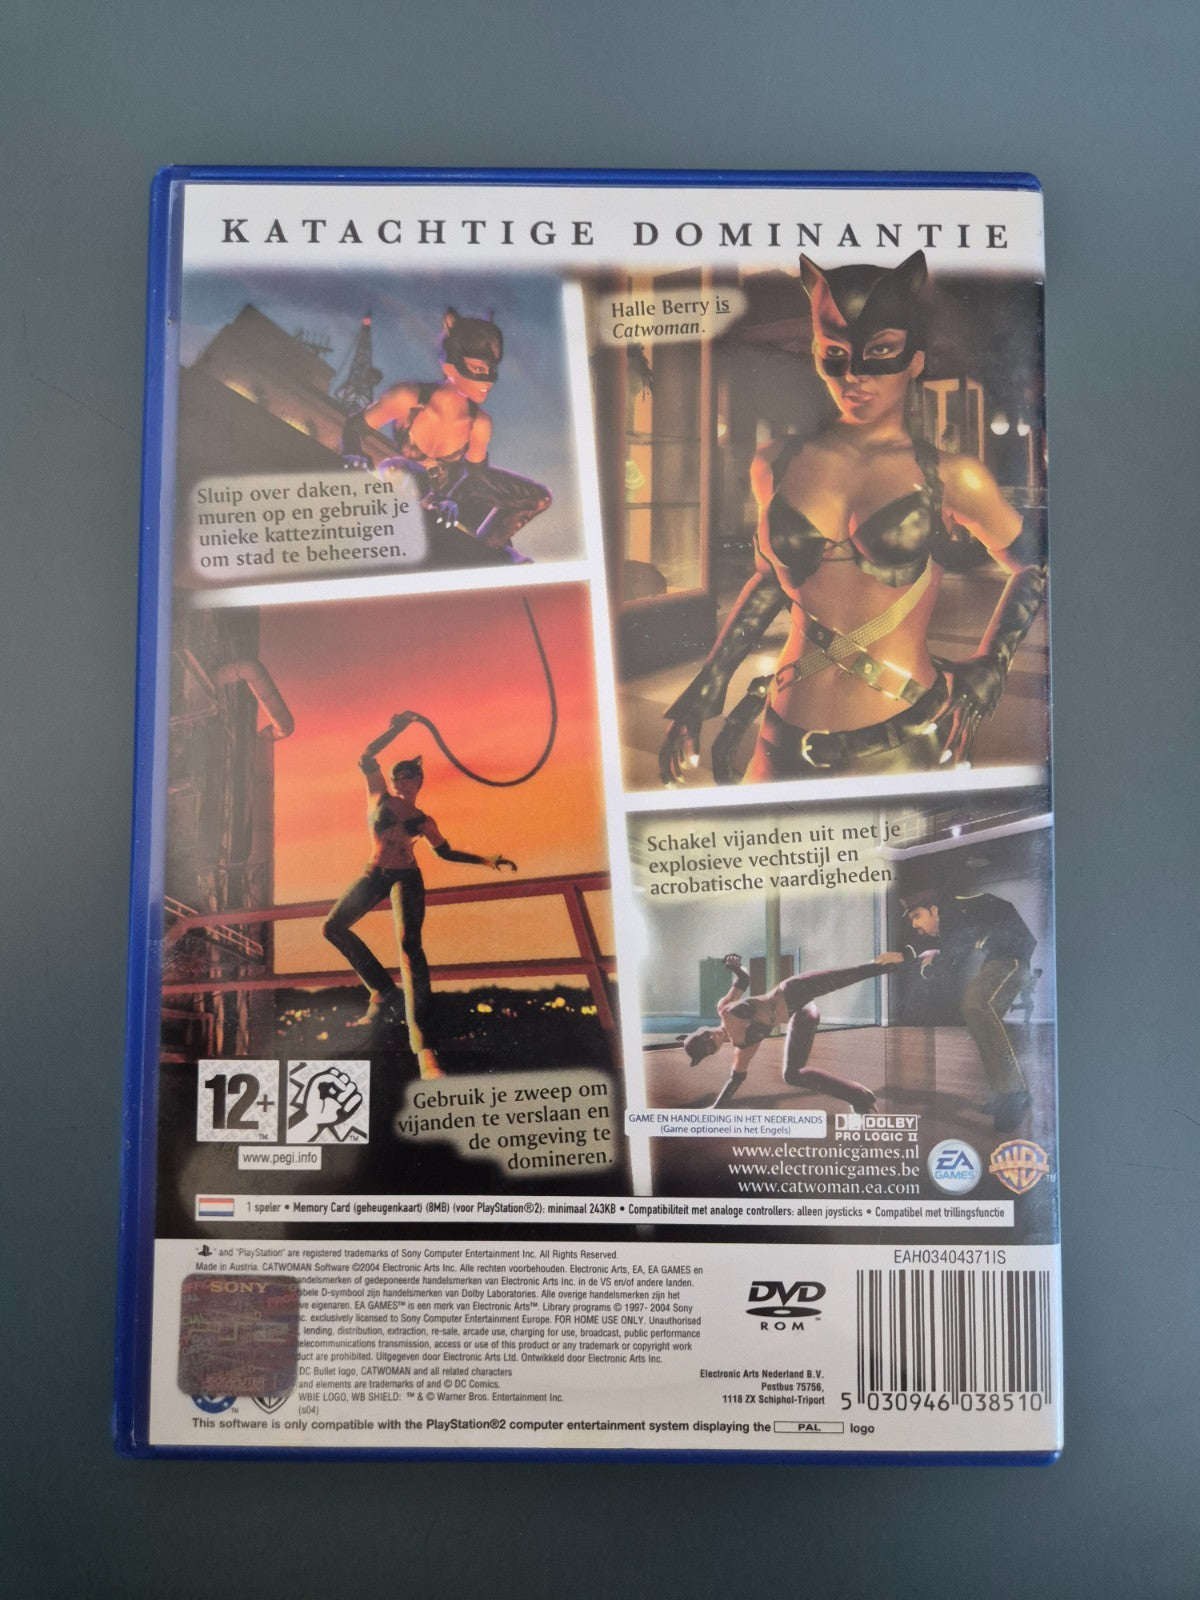 KATACHTIGE DOMINANTIE
Halle Berry is
Catwoman.
Sluip over daken, ren
muren op en gebruik je
unieke kattezintuigen
om stad te beheersen.
Schakel vijanden uit met je
explosieve vechtstijl en
acrobatische vaardigheden.
Gebruik je zweep om
vijanden te verslaan en
de omgeving te
domineren.
12+
www.pegi.info
GAME EN HANDLEIDING IN HET NEDERLANDS
(Game optioneel in het Engels)
DOLBY
PRO LOGIC II
www.electronicgames.nl
www.electronicgames.be
www.catwoman.ea.com
EA
GAMES
1 speler • Memory Card (geheugenkaart) (8MB) (voor PlayStation®2): minimaal 243KB • Compatibiliteit met analoge controllers: alleen joysticks • Compatibel met trillingsfunctie
" and "PlayStation" are registered trademarks of Sony Computer Entertainment Inc. All Rights Reserved.
Made in Austria. CATWOMAN Software ©2004 Electronic Arts Inc. Alle rechten voorbehouden. Electronic Arts, EA, EA GAMES en
andelsmerken of gedeponeerde handelsmerken van Electronic Arts Inc. in de VS en/of andere landen.
bele D-symbool zijn handelsmerken van Dolby Laboratories. Alle overige handelsmerken zijn het
ve eigenaren. EA GAMES™ is een merk van Electronic Arts™. Library programs © 1997- 2004 Sony
c. exclusively licensed to Sony Computer Entertainment Europe. FOR HOME USE ONLY. Unauthorised
, lending, distribution, extraction, re-sale, arcade use, charging for use, broadcast, public performance
elecommunications transmission, access or use of this product or any trademark or copyright work
duct are prohibited. Uitgegeven door Electronic Arts Ltd. Ontwikkeld door Electronic Arts Inc.
DC Bullet logo, CATWOMAN and all related characters
and elements are trademarks of and © DC Comics.
WBIE LOGO, WB SHIELD: ™ & © Warner Bros. Entertainment Inc.
(s04)
SONY
COMPUTER
ENTERTAINMENT
DVD
ROM
Electronic Arts Nederland B.V.
Postbus 75756,
1118 ZX Schiphol-Triport
EAH03404371IS
5 030946 038510
This software is only compatible with the PlayStation®2 computer entertainment system displaying the PAL logo